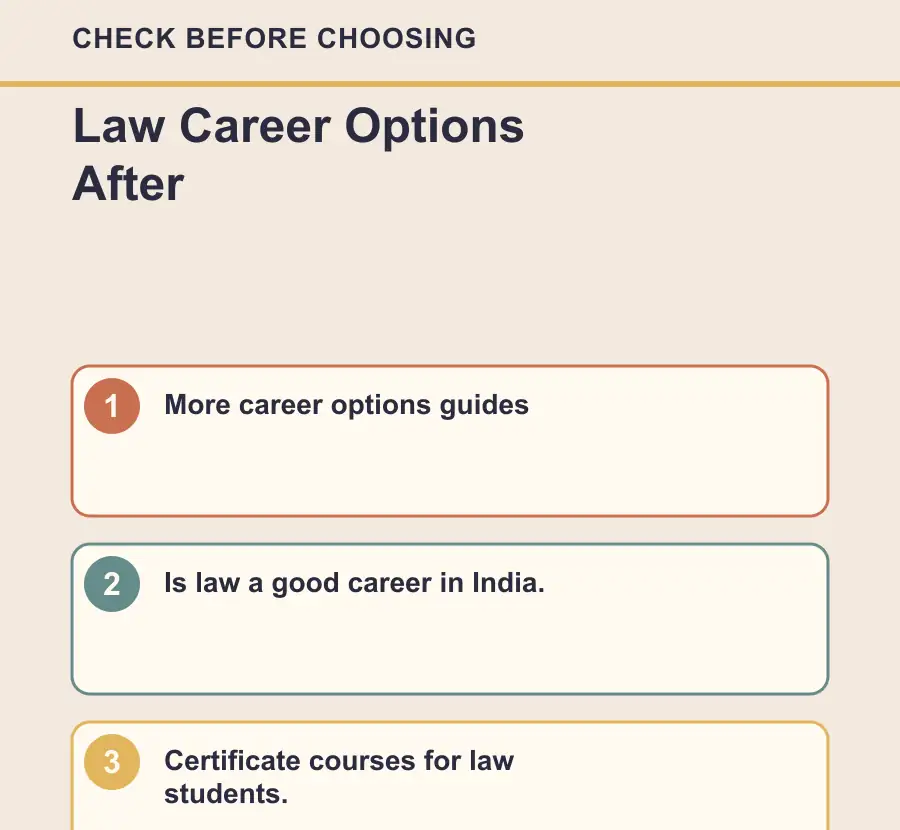 CHECK BEFORE CHOOSING
Law Career Options
After
1
More career options guides
2
Is law a good career in India.
3
Certificate courses for law
students.